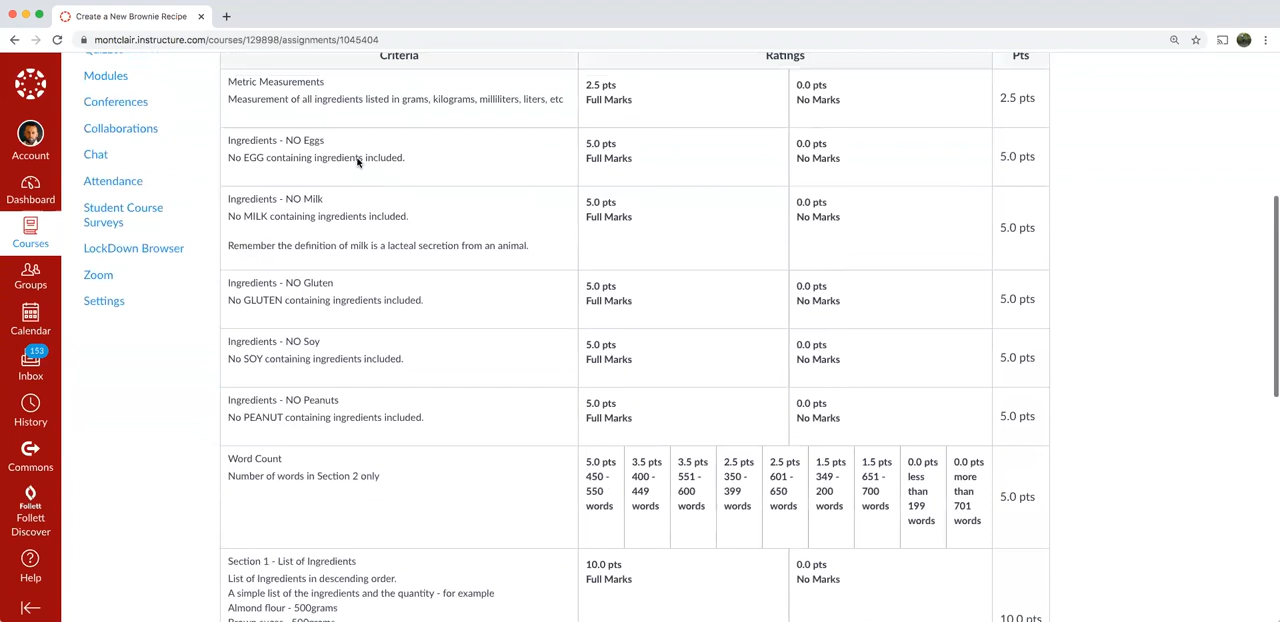 Create a New Brownie Recipe
montclair.instructure.com/courses/129898/assignments/1045404
Account
Dashboard
Courses
Groups
Calendar
153
Inbox
History
Commons
Follett
Follett
Discover
Help
Modules
Conferences
Collaborations
Chat
Attendance
Student Course
Surveys
LockDown Browser
Zoom
Settings
Criteria Ratings Pts
Metric Measurements
Measurement of all ingredients listed in grams, kilograms, milliliters, liters, etc
2.5 pts
Full Marks
0.0 pts
No Marks
2.5 pts
Ingredients - NO Eggs
No EGG containing ingredients included.
5.0 pts
Full Marks
0.0 pts
No Marks
5.0 pts
Ingredients - NO Milk
No MILK containing ingredients included.
Remember the definition of milk is a lacteal secretion from an animal.
5.0 pts
Full Marks
0.0 pts
No Marks
5.0 pts
Ingredients - NO Gluten
No GLUTEN containing ingredients included.
5.0 pts
Full Marks
0.0 pts
No Marks
5.0 pts
Ingredients - NO Soy
No SOY containing ingredients included.
5.0 pts
Full Marks
0.0 pts
No Marks
5.0 pts
Ingredients - NO Peanuts
No PEANUT containing ingredients included.
5.0 pts
Full Marks
0.0 pts
No Marks
5.0 pts
Word Count
Number of words in Section 2 only
5.0 pts
450 -
550
words
3.5 pts
400 -
449
words
3.5 pts
551 -
600
words
2.5 pts
350 -
399
words
2.5 pts
601 -
650
words
1.5 pts
349 -
200
words
1.5 pts
651 -
700
words
0.0 pts
less
than
199
words
0.0 pts
more
than
701
words
5.0 pts
Section 1 - List of Ingredients
List of Ingredients in descending order.
A simple list of the ingredients and the quantity - for example
Almond flour - 500grams
10.0 pts
Full Marks
0.0 pts
No Marks
10.0 pts